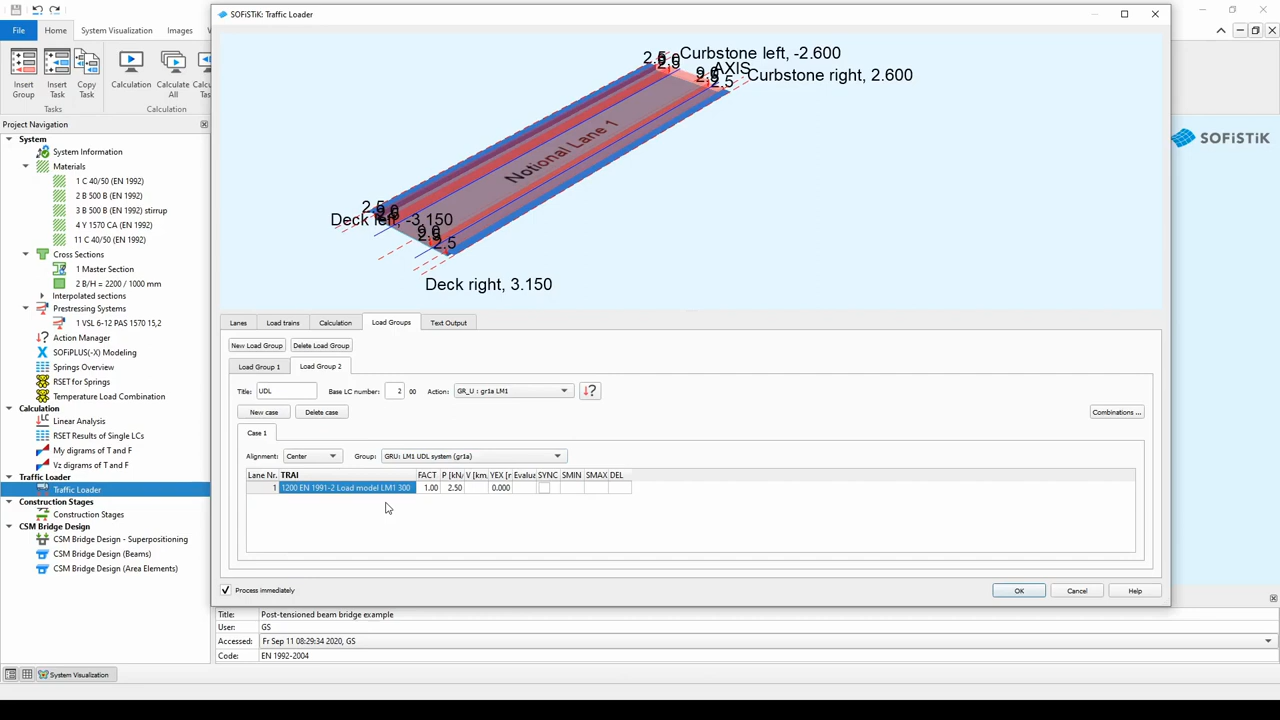 File
Home
System Visualization
Images
Insert Group
Insert Task
Copy Task
Tasks
Calculation
Calculate All
Calculation
Project Navigation
System
System Information
Materials
1 C 40/50 (EN 1992)
2 B 500 B (EN 1992)
3 B 500 B (EN 1992) stirrup
4 Y 1570 CA (EN 1992)
11 C 40/50 (EN 1992)
Cross Sections
1 Master Section
2 B/H = 2200 / 1000 mm
Interpolated sections
Prestressing Systems
1 VSL 6-12 PAS 1570 15,2
Action Manager
SOFiPLUS(-X) Modeling
Springs Overview
RSET for Springs
Temperature Load Combination
Calculation
Linear Analysis
RSET Results of Single LCs
My digrams of T and F
Vz digrams of T and F
Traffic Loader
Traffic Loader
Construction Stages
Construction Stages
CSM Bridge Design
CSM Bridge Design - Superpositioning
CSM Bridge Design (Beams)
CSM Bridge Design (Area Elements)
System Visualization
SOFiSTiK: Traffic Loader
Curbstone left, -2.600
AXIS
Curbstone right, 2.600
2.5
Notional Lane 1
2.5
Deck left, -3.150
2.5
Deck right, 3.150
Lanes
Load trains
Calculation
Load Groups
Text Output
New Load Group
Delete Load Group
Load Group 1
Load Group 2
Title: UDL
Base LC number: 2 00
Action: GR_U : gr1a LM1
New case
Delete case
Combinations ...
Case 1
Alignment: Center
Group: GRU: LM1 UDL system (gr1a)
Lane Nr. TRAI FACT P [kN/ V [km, YEX [r Evaluz SYNC SMIN SMAX DEL
1 1200 EN 1991-2 Load model LM1 300 1.00 2.50 0.000
Process immediately
OK
Cancel
Help
SOFiSTiK
Title: Post-tensioned beam bridge example
User: GS
Accessed: Fr Sep 11 08:29:34 2020, GS
Code: EN 1992-2004